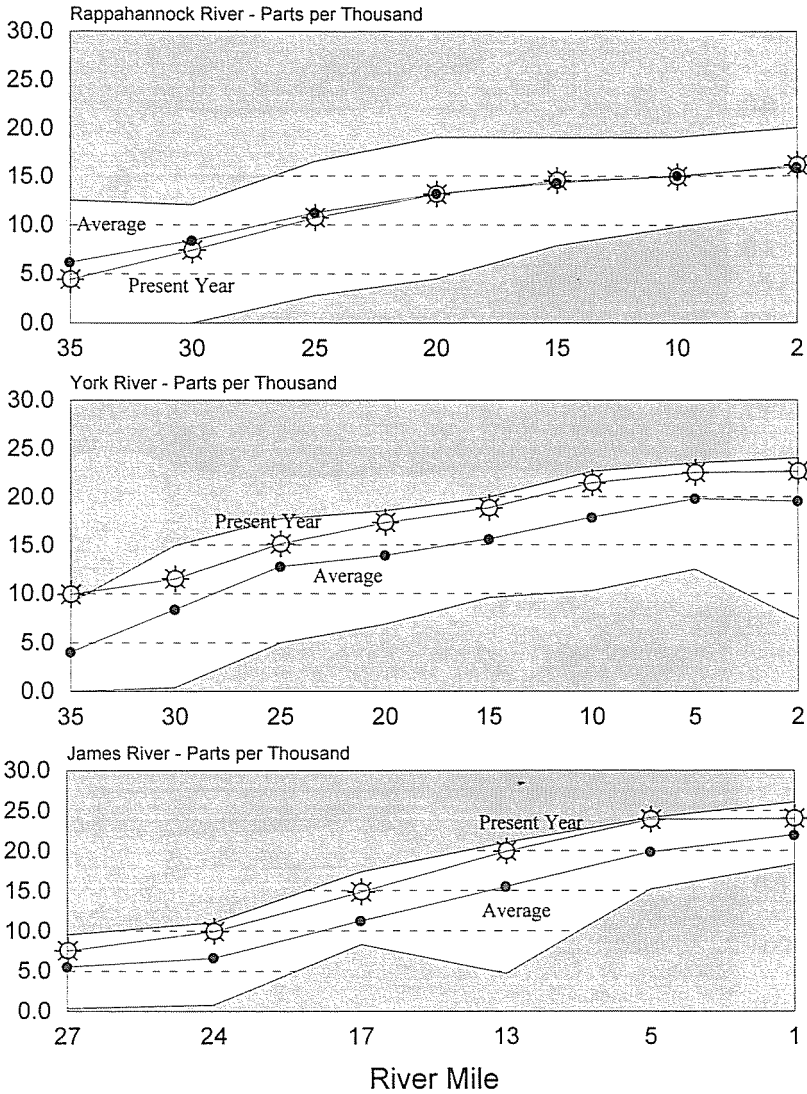 Rappahannock River - Parts per Thousand
30.0
25.0
20.0
15.0
10.0
5.0
0.0
Average
Present Year
35 30 25 20 15 10 2
York River - Parts per Thousand
30.0
25.0
20.0
15.0
10.0
5.0
0.0
Present Year
Average
35 30 25 20 15 10 5 2
James River - Parts per Thousand
30.0
25.0
20.0
15.0
10.0
5.0
0.0
Present Year
Average
27 24 17 13 5 1
River Mile